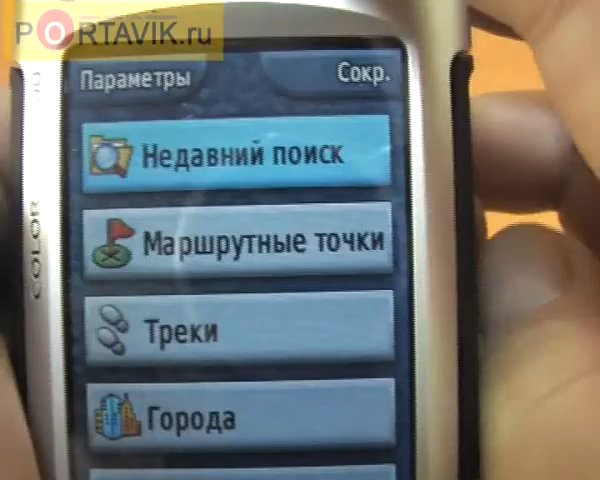 PORTAVIK.ru
Параметры
Сокр.
Недавний поиск
Маршрутные точки
Треки
Города
COLOR